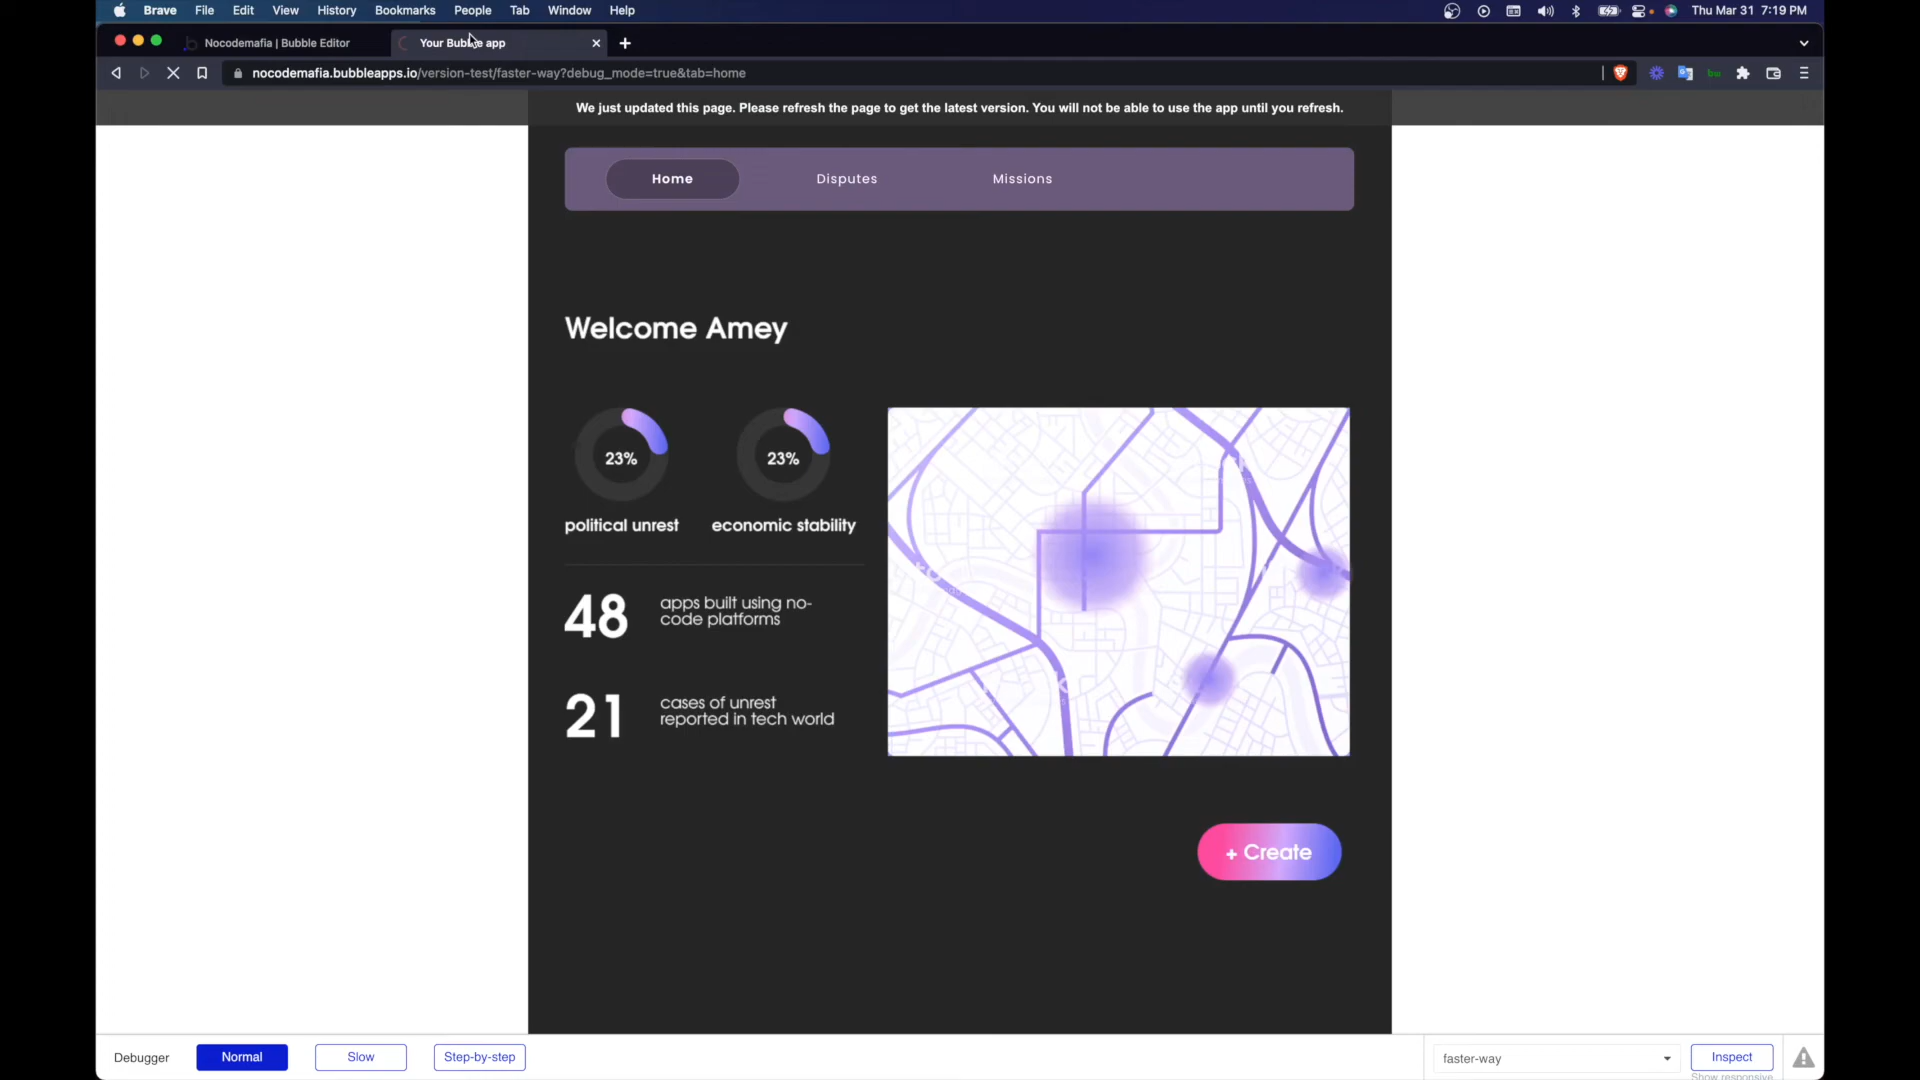 Brave File Edit View History Bookmarks People Tab Window Help Thu Mar 31 7:19 PM
Nocodemafia | Bubble Editor Your Bubble app
nocodemafia.bubbleapps.io/version-test/faster-way?debug_mode=true&tab=home
We just updated this page. Please refresh the page to get the latest version. You will not be able to use the app until you refresh.
Home Disputes Missions
Welcome Amey
23% 23%
political unrest economic stability
48 apps built using no-
code platforms
21 cases of unrest
reported in tech world
+ Create
Debugger Normal Slow Step-by-step faster-way Inspect
Show responsive